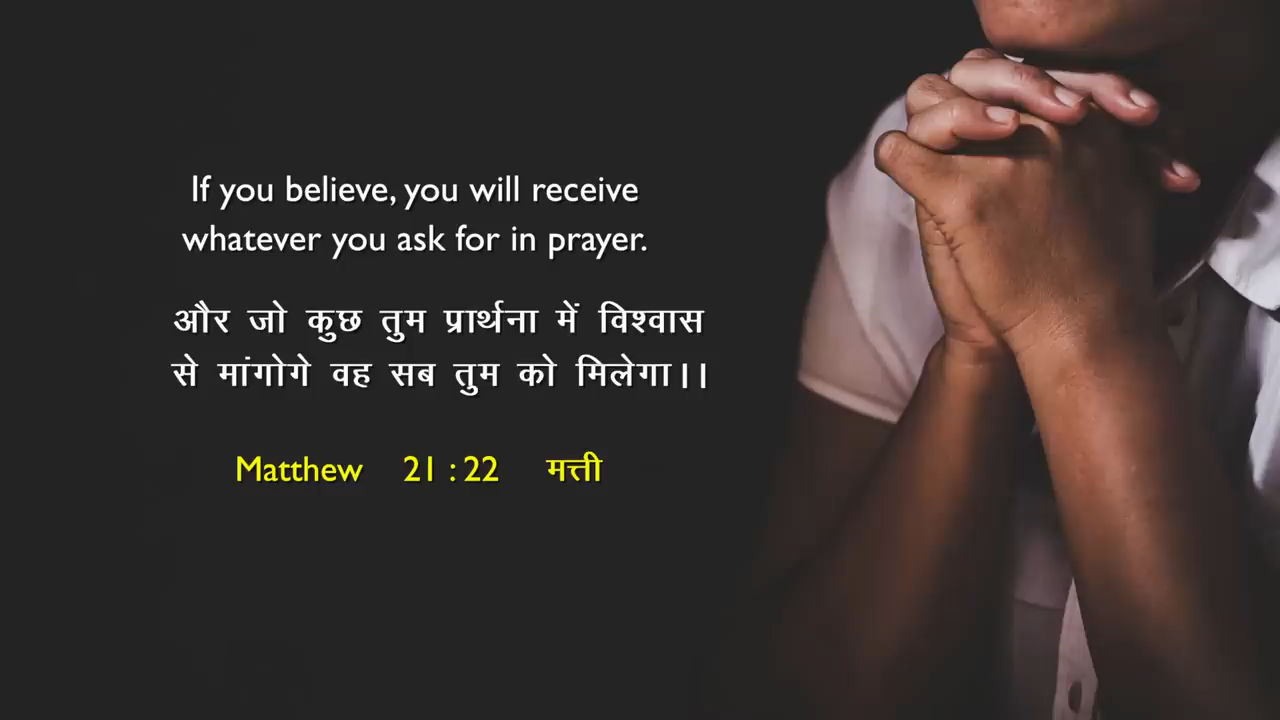 If you believe, you will receive
whatever you ask for in prayer.
और जो कुछ तुम प्रार्थना में विश्वास
से मांगोगे वह सब तुम को मिलेगा।।
Matthew 21 : 22 मत्ती